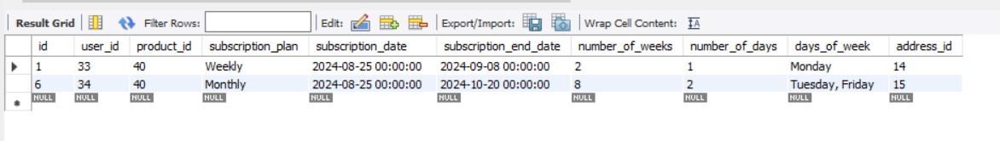 Result Grid Filter Rows: Edit: Export/Import: Wrap Cell Content: IA
id user_id product_id subscription_plan subscription_date subscription_end_date number_of_weeks number_of_days days_of_week address_id
1 33 40 Weekly 2024-08-25 00:00:00 2024-09-08 00:00:00 2 1 Monday 14
6 34 40 Monthly 2024-08-25 00:00:00 2024-10-20 00:00:00 8 2 Tuesday, Friday 15
NULL NULL NULL NULL NULL NULL NULL NULL NULL NULL